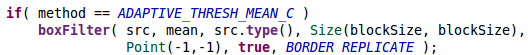 if( method == ADAPTIVE_THRESH_MEAN_C )
boxFilter( src, mean, src.type(), Size(blockSize, blockSize),
Point(-1,-1), true, BORDER_REPLICATE );